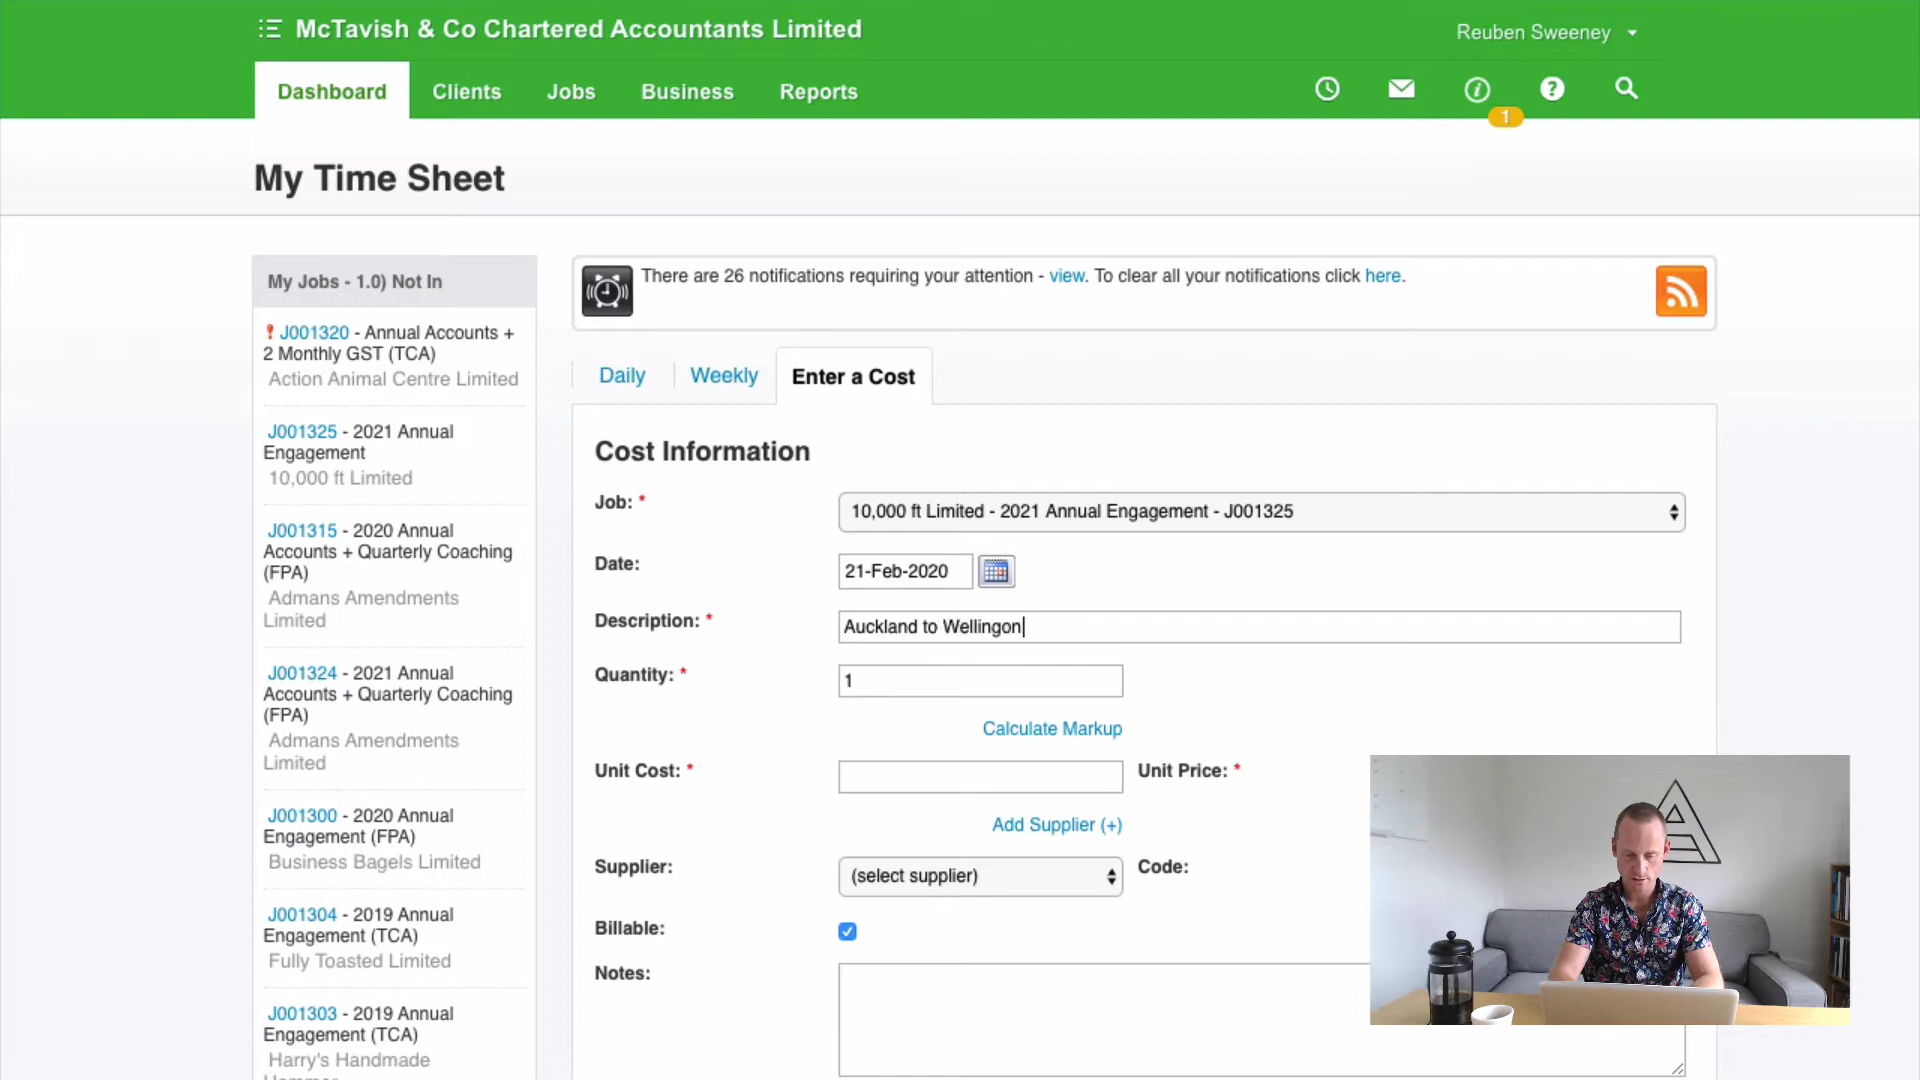 McTavish & Co Chartered Accountants Limited
Reuben Sweeney
Dashboard
Clients
Jobs
Business
Reports
1
My Time Sheet
My Jobs - 1.0) Not In
J001320 - Annual Accounts +
2 Monthly GST (TCA)
Action Animal Centre Limited
J001325 - 2021 Annual
Engagement
10,000 ft Limited
J001315 - 2020 Annual
Accounts + Quarterly Coaching
(FPA)
Admans Amendments
Limited
J001324 - 2021 Annual
Accounts + Quarterly Coaching
(FPA)
Admans Amendments
Limited
J001300 - 2020 Annual
Engagement (FPA)
Business Bagels Limited
J001304 - 2019 Annual
Engagement (TCA)
Fully Toasted Limited
J001303 - 2019 Annual
Engagement (TCA)
Harry's Handmade
There are 26 notifications requiring your attention - view. To clear all your notifications click here.
Daily
Weekly
Enter a Cost
Cost Information
Job: *
10,000 ft Limited - 2021 Annual Engagement - J001325
Date:
21-Feb-2020
Description: *
Auckland to Wellingon
Quantity: *
1
Calculate Markup
Unit Cost: *
Unit Price: *
Add Supplier (+)
Supplier:
(select supplier)
Code:
Billable:
Notes: